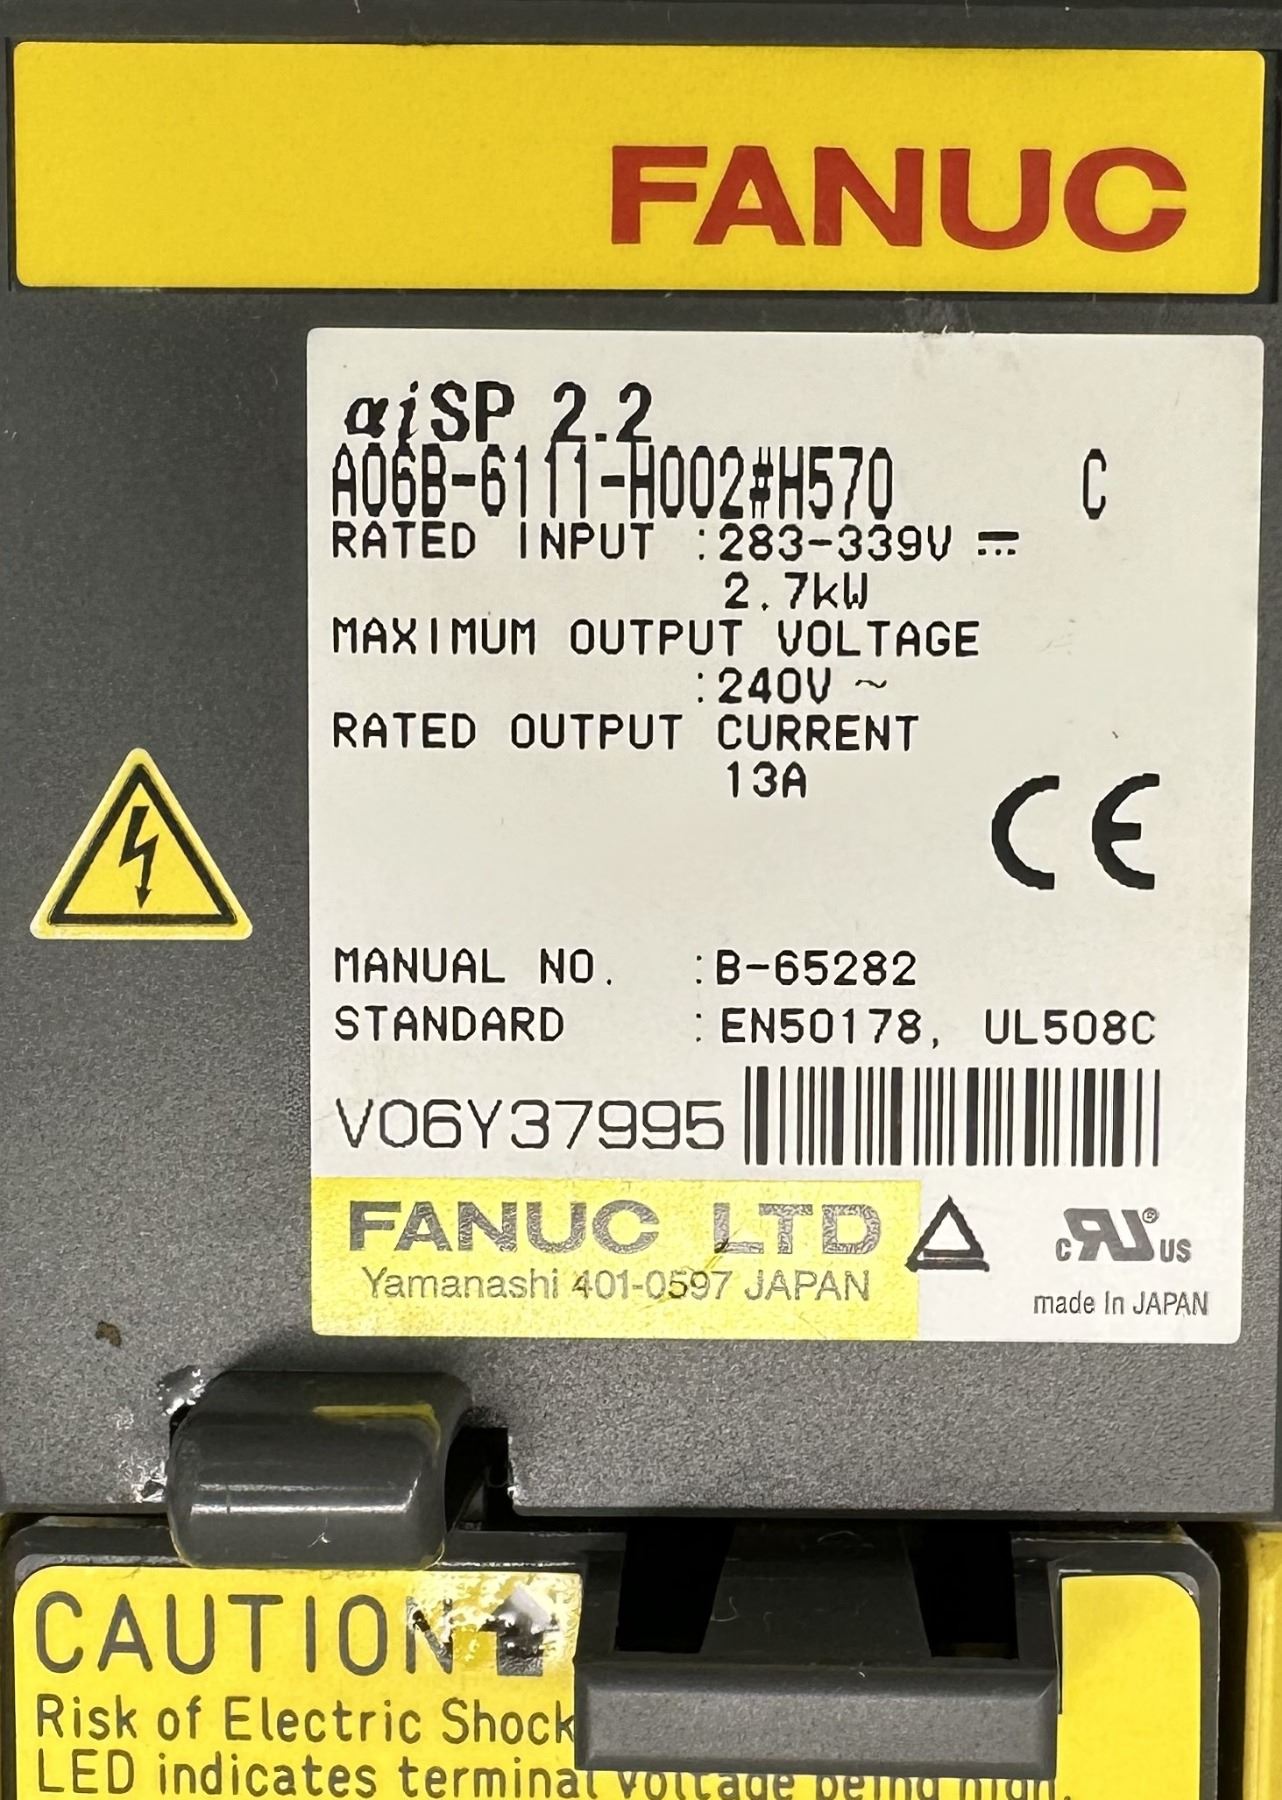 FANUC
αiSP 2.2
A06B-6111-H002#H570 C
RATED INPUT :283-339V ⎓
2.7kW
MAXIMUM OUTPUT VOLTAGE
:240V ~
RATED OUTPUT CURRENT
13A
CE
MANUAL NO. :B-65282
STANDARD :EN50178, UL508C
V06Y37995
FANUC LTD
Yamanashi 401-0597 JAPAN
c RU ® US
made In JAPAN
CAUTION
Risk of Electric Shock
LED indicates terminal voltage being high.